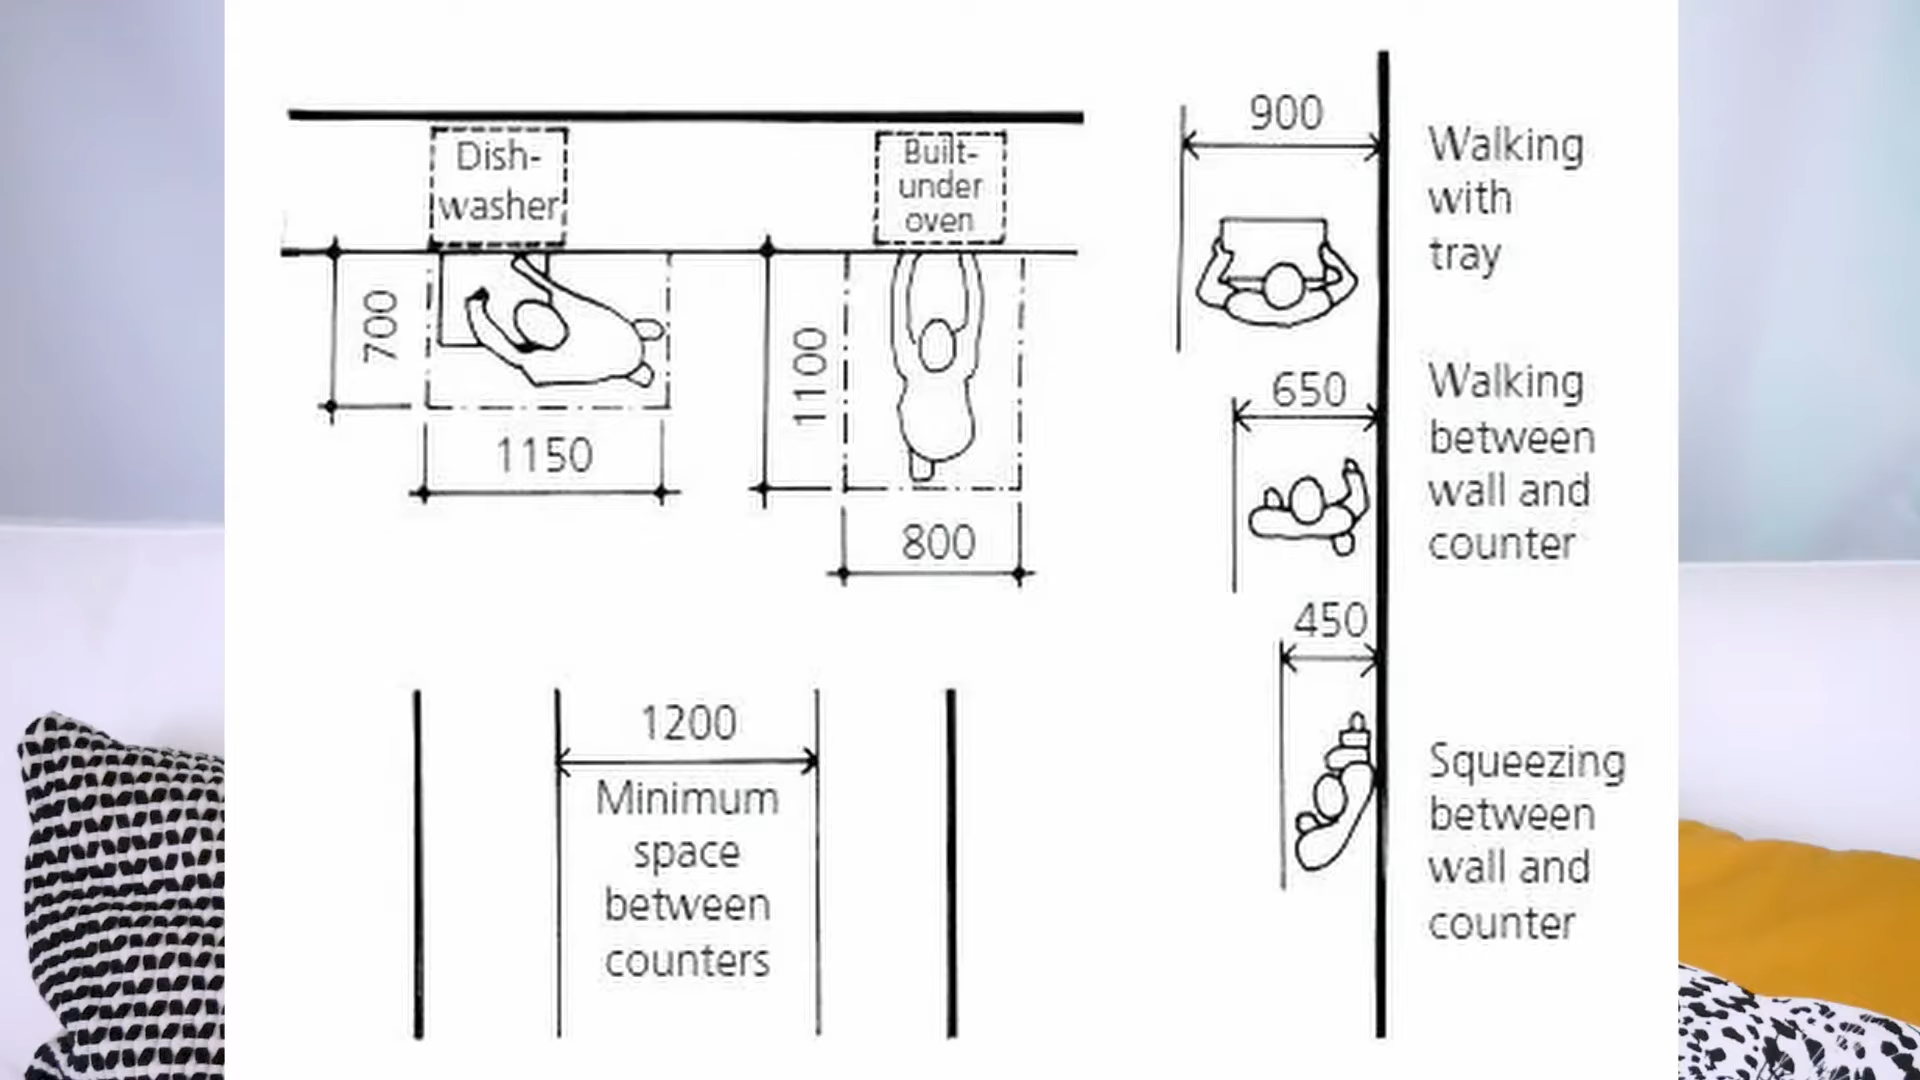 Dish-
washer
Built-
under
oven
700
1150
1100
800
900
Walking
with
tray
650
Walking
between
wall and
counter
450
Squeezing
between
wall and
counter
1200
Minimum
space
between
counters